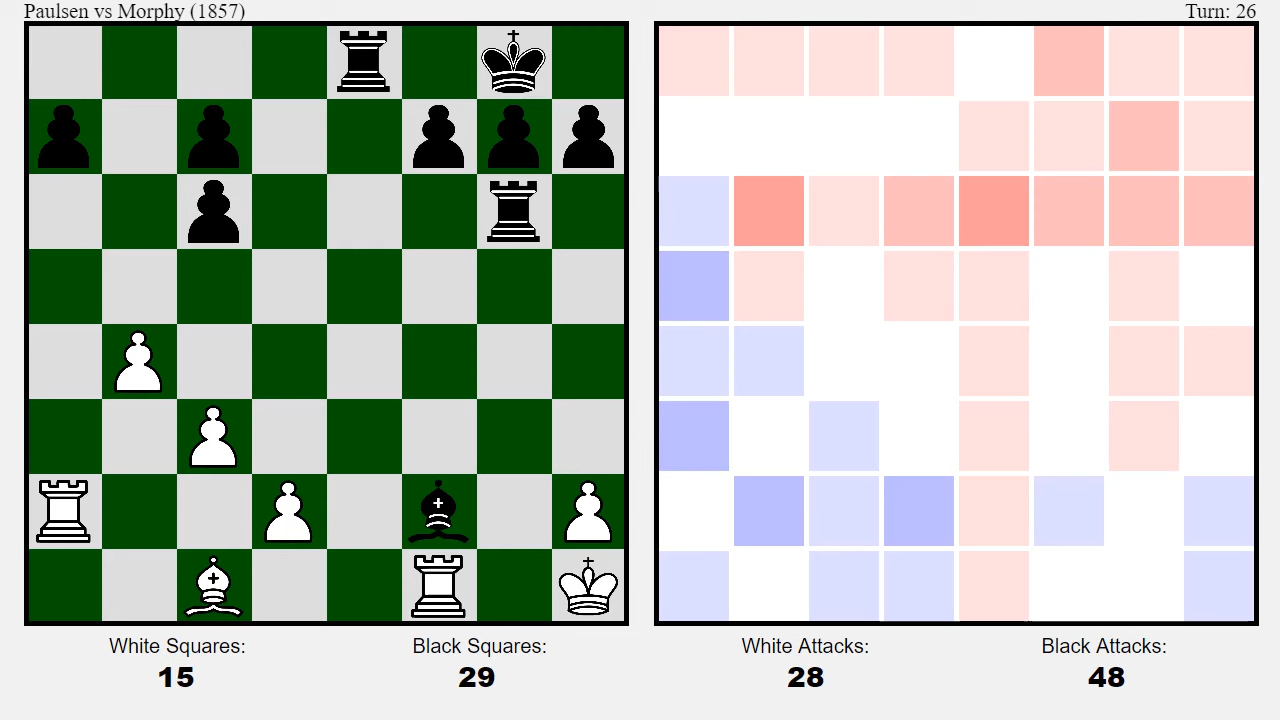 Paulsen vs Morphy (1857)
Turn: 26
White Squares:
15
Black Squares:
29
White Attacks:
28
Black Attacks:
48